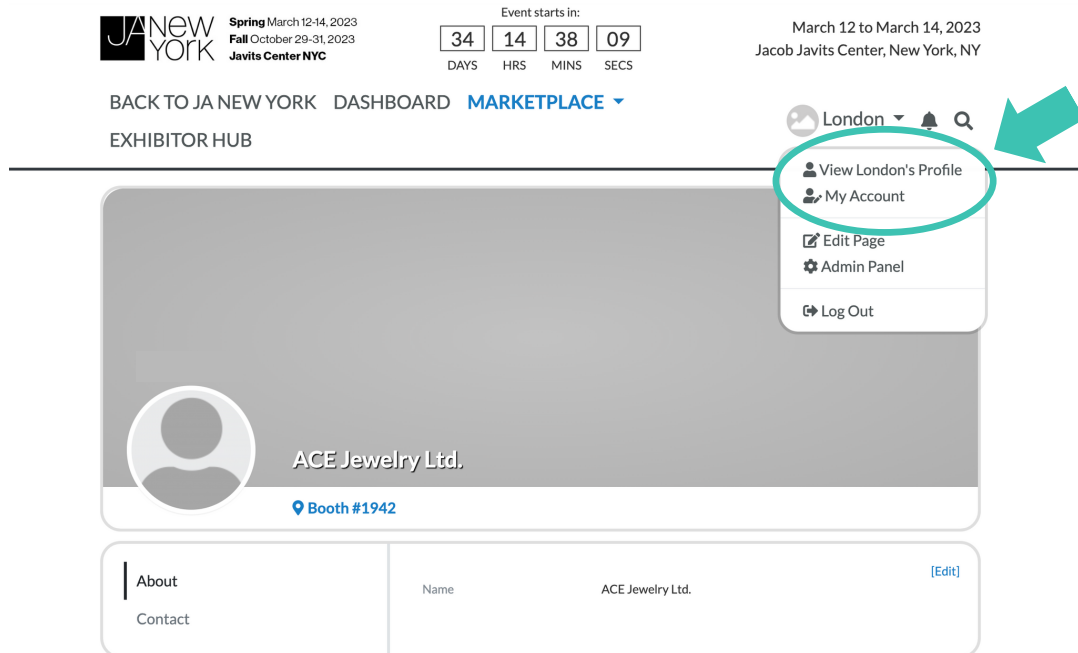 JA NEW YORK
Spring March 12-14, 2023
Fall October 29-31, 2023
Javits Center NYC
Event starts in:
34 14 38 09
DAYS HRS MINS SECS
March 12 to March 14, 2023
Jacob Javits Center, New York, NY
BACK TO JA NEW YORK DASHBOARD MARKETPLACE
EXHIBITOR HUB
London
View London's Profile
My Account
Edit Page
Admin Panel
Log Out
ACE Jewelry Ltd.
Booth #1942
About
Contact
[Edit]
Name ACE Jewelry Ltd.